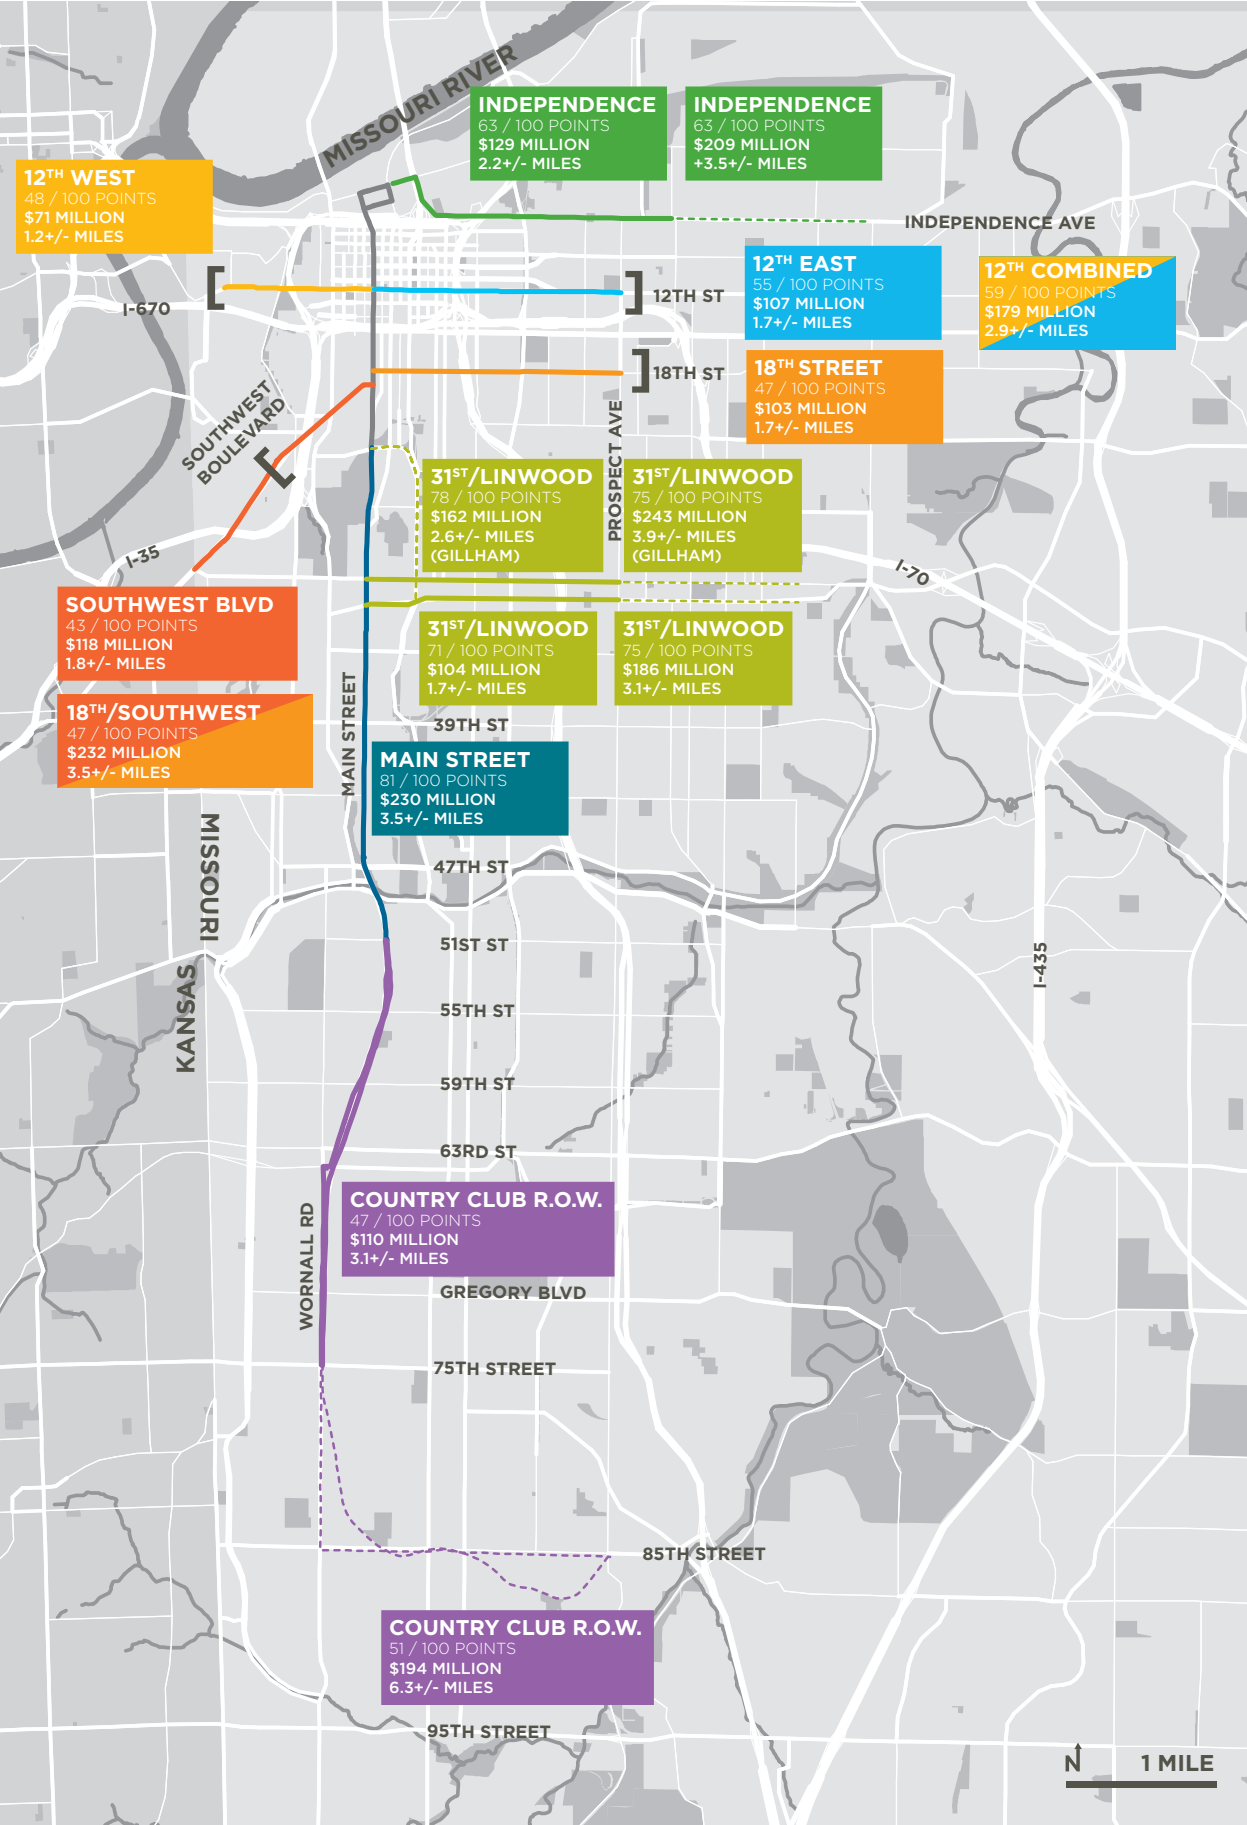 MISSOURI RIVER
INDEPENDENCE
63 / 100 POINTS
$129 MILLION
2.2+/- MILES
INDEPENDENCE
63 / 100 POINTS
$209 MILLION
+3.5+/- MILES
12TH WEST
48 / 100 POINTS
$71 MILLION
1.2+/- MILES
INDEPENDENCE AVE
12TH EAST
55 / 100 POINTS
$107 MILLION
1.7+/- MILES
12TH COMBINED
59 / 100 POINTS
$179 MILLION
2.9+/- MILES
I-670
12TH ST
18TH STREET
47 / 100 POINTS
$103 MILLION
1.7+/- MILES
18TH ST
SOUTHWEST
BOULEVARD
PROSPECT AVE
31ST/LINWOOD
78 / 100 POINTS
$162 MILLION
2.6+/- MILES
(GILLHAM)
31ST/LINWOOD
75 / 100 POINTS
$243 MILLION
3.9+/- MILES
(GILLHAM)
I-35
I-70
SOUTHWEST BLVD
43 / 100 POINTS
$118 MILLION
1.8+/- MILES
31ST/LINWOOD
71 / 100 POINTS
$104 MILLION
1.7+/- MILES
31ST/LINWOOD
75 / 100 POINTS
$186 MILLION
3.1+/- MILES
18TH/SOUTHWEST
47 / 100 POINTS
$232 MILLION
3.5+/- MILES
MAIN STREET
39TH ST
MAIN STREET
81 / 100 POINTS
$230 MILLION
3.5+/- MILES
MISSOURI
KANSAS
47TH ST
51ST ST
I-435
55TH ST
59TH ST
63RD ST
COUNTRY CLUB R.O.W.
47 / 100 POINTS
$110 MILLION
3.1+/- MILES
WORNALL RD
GREGORY BLVD
75TH STREET
85TH STREET
COUNTRY CLUB R.O.W.
51 / 100 POINTS
$194 MILLION
6.3+/- MILES
95TH STREET
N
1 MILE